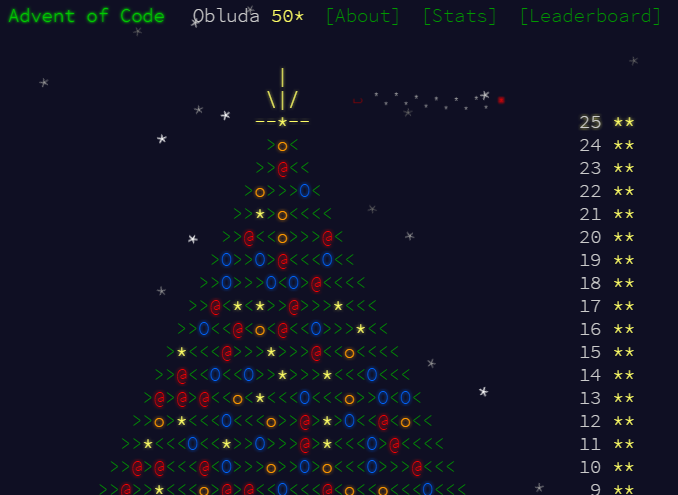 Advent of Code Obluda 50* [About] [Stats] [Leaderboard]
|
\|/
--*-- 25 **
>o< 24 **
>>@<< 23 **
>o>>>O< 22 **
>>*>o<<<< 21 **
>>@<<o>>>@< 20 **
>O>>O>@<<<O<< 19 **
>>O>>>O<O>@<<<< 18 **
>>@<*>*>>@>>>*<<< 17 **
>>O<<@<o<@<<O>>>*<< 16 **
>*<<<@>>>*>>>@<<o<<<< 15 **
>>@<<O<<O>>*>>>*<<<O<<< 14 **
>@>@>@<<o<*<<<O<<<o>>O<O< 13 **
>>o>*<<<O<<<o>>@>*<O<<@<o<< 12 **
>>*<<<O<<*>>O>>>@>*<<<O>@<<<< 11 **
>>@>@<<<@<O>>>o>>O>o<<<O>>>@<<< 10 **
>>@>>*<<<o>@>@<<O<<<@<o<<o<<<O<<< 9 **